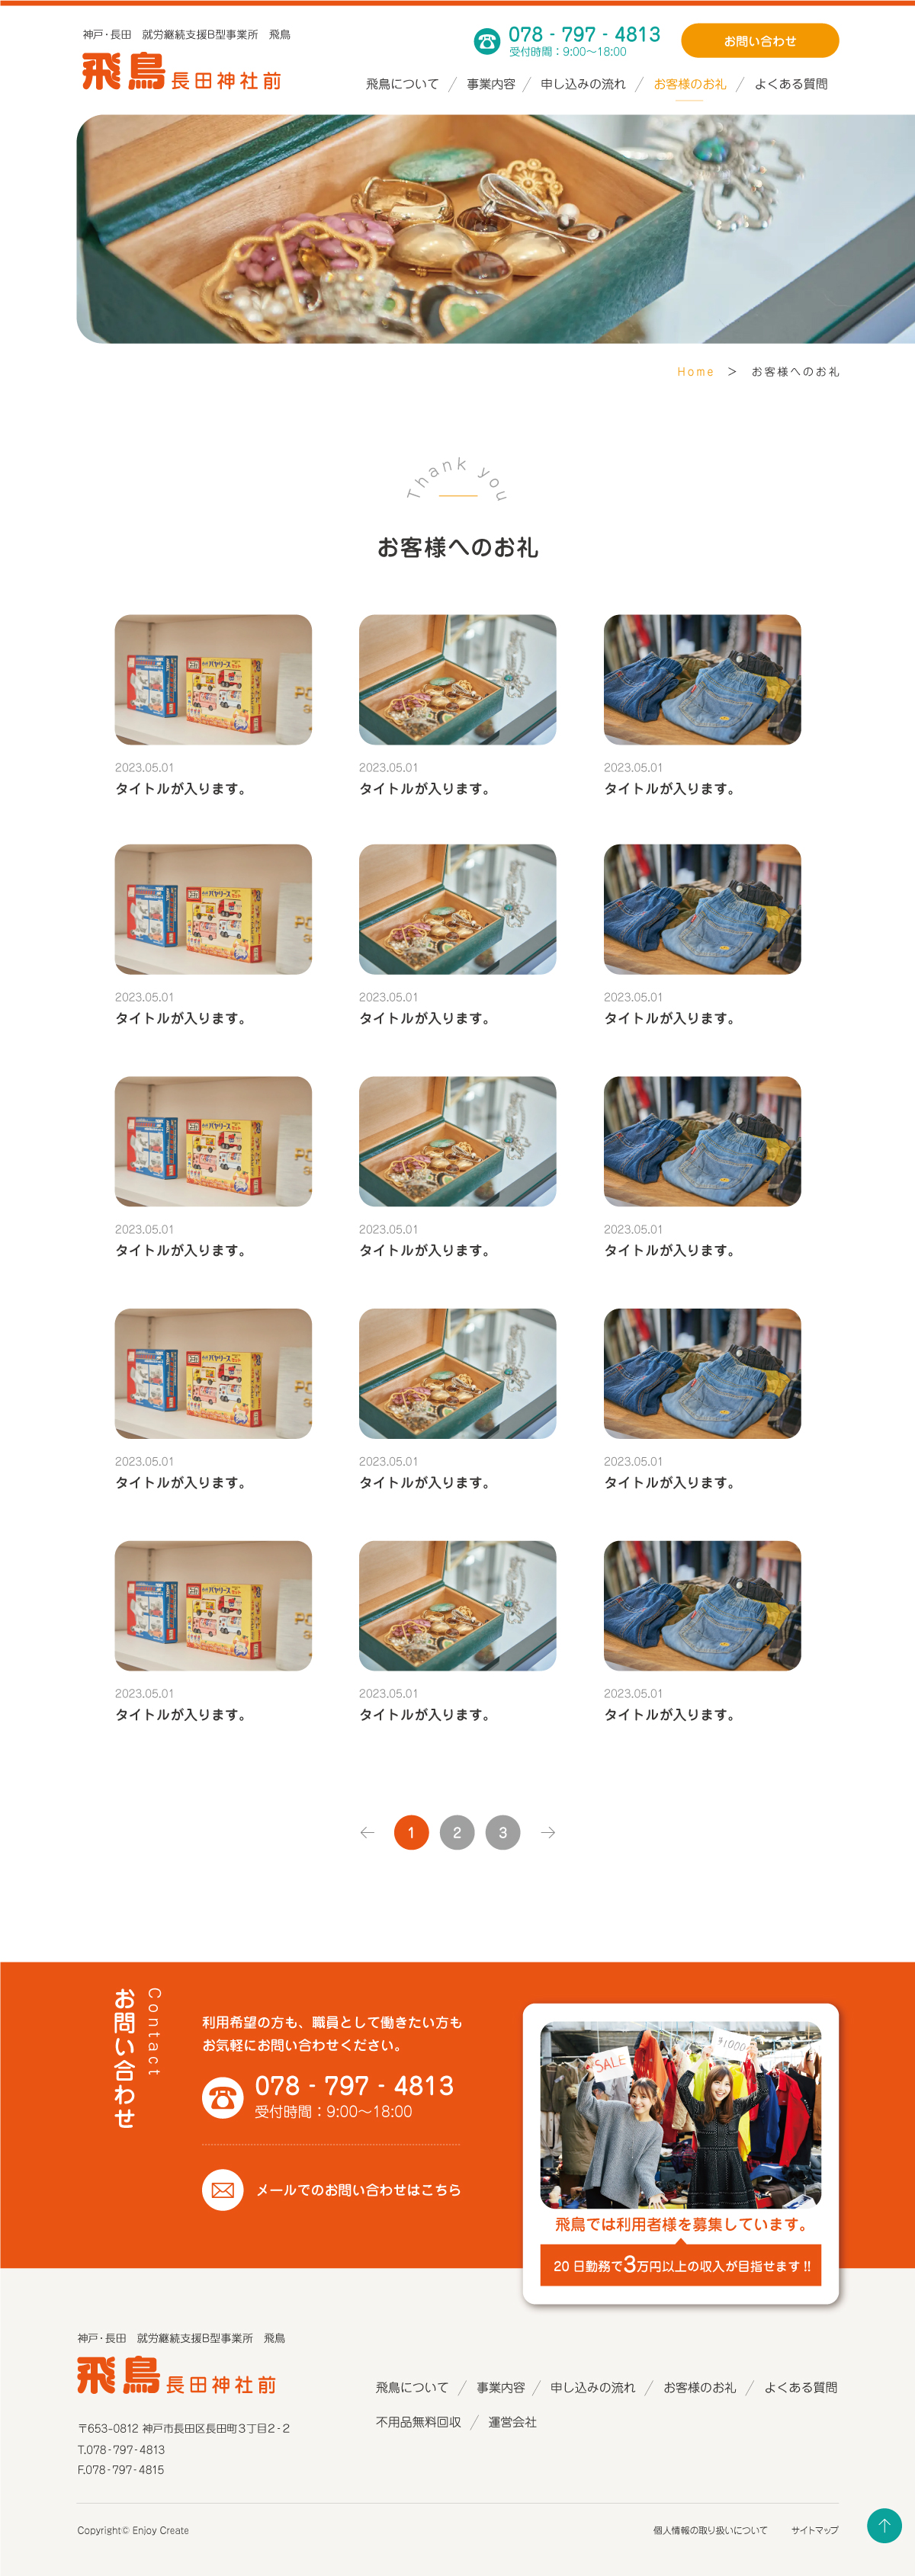 神戸・長田　就労継続支援B型事業所　飛鳥
飛鳥 長田神社前
078 - 797 - 4813
受付時間：9:00〜18:00
お問い合わせ
飛鳥について ／ 事業内容 ／ 申し込みの流れ ／ お客様のお礼 ／ よくある質問
Home　>　お客様へのお礼
Thank you
お客様へのお礼
2023.05.01
タイトルが入ります。
2023.05.01
タイトルが入ります。
2023.05.01
タイトルが入ります。
2023.05.01
タイトルが入ります。
2023.05.01
タイトルが入ります。
2023.05.01
タイトルが入ります。
2023.05.01
タイトルが入ります。
2023.05.01
タイトルが入ります。
2023.05.01
タイトルが入ります。
2023.05.01
タイトルが入ります。
2023.05.01
タイトルが入ります。
2023.05.01
タイトルが入ります。
2023.05.01
タイトルが入ります。
2023.05.01
タイトルが入ります。
2023.05.01
タイトルが入ります。
← 1 2 3 →
お問い合わせ
Contact
利用希望の方も、職員として働きたい方も
お気軽にお問い合わせください。
078 - 797 - 4813
受付時間：9:00〜18:00
メールでのお問い合わせはこちら
SALE
¥1000
飛鳥では利用者様を募集しています。
20日勤務で3万円以上の収入が目指せます!!
神戸・長田　就労継続支援B型事業所　飛鳥
飛鳥 長田神社前
〒653-0812 神戸市長田区長田町3丁目2-2
T.078-797-4813
F.078-797-4815
飛鳥について ／ 事業内容 ／ 申し込みの流れ ／ お客様のお礼 ／ よくある質問
不用品無料回収 ／ 運営会社
Copyright© Enjoy Create
個人情報の取り扱いについて　サイトマップ